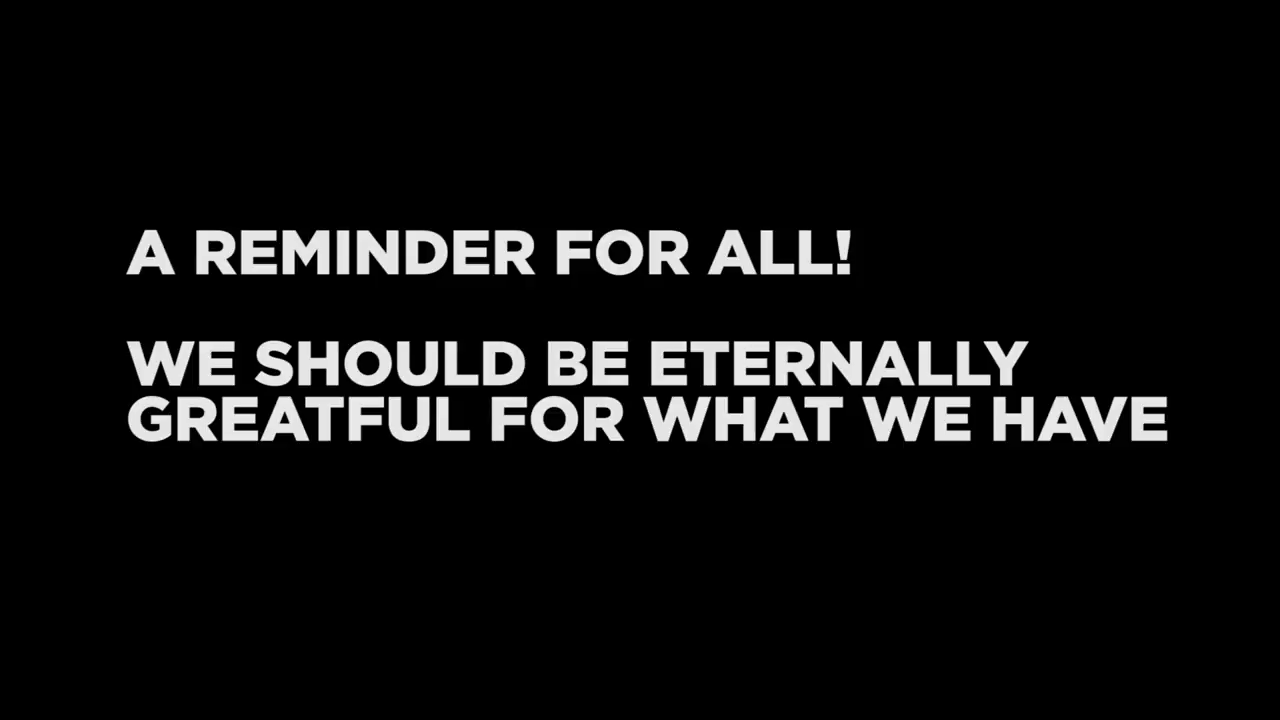 A REMINDER FOR ALL!
WE SHOULD BE ETERNALLY
GREATFUL FOR WHAT WE HAVE